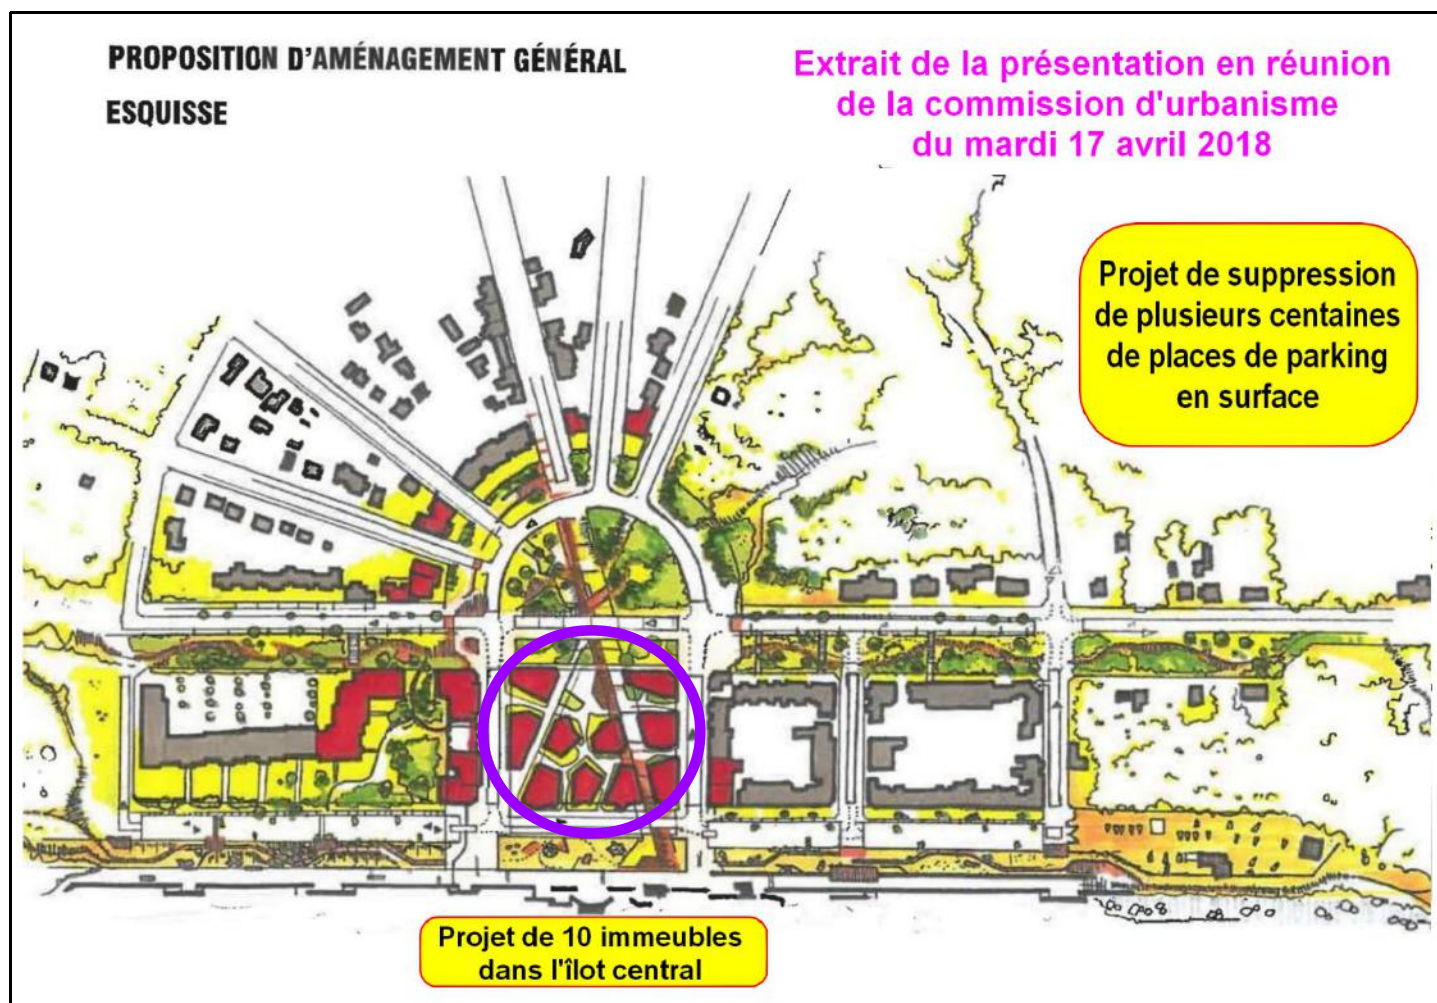 PROPOSITION D'AMÉNAGEMENT GÉNÉRAL
ESQUISSE
Extrait de la présentation en réunion
de la commission d'urbanisme
du mardi 17 avril 2018
Projet de suppression
de plusieurs centaines
de places de parking
en surface
Projet de 10 immeubles
dans l'îlot central